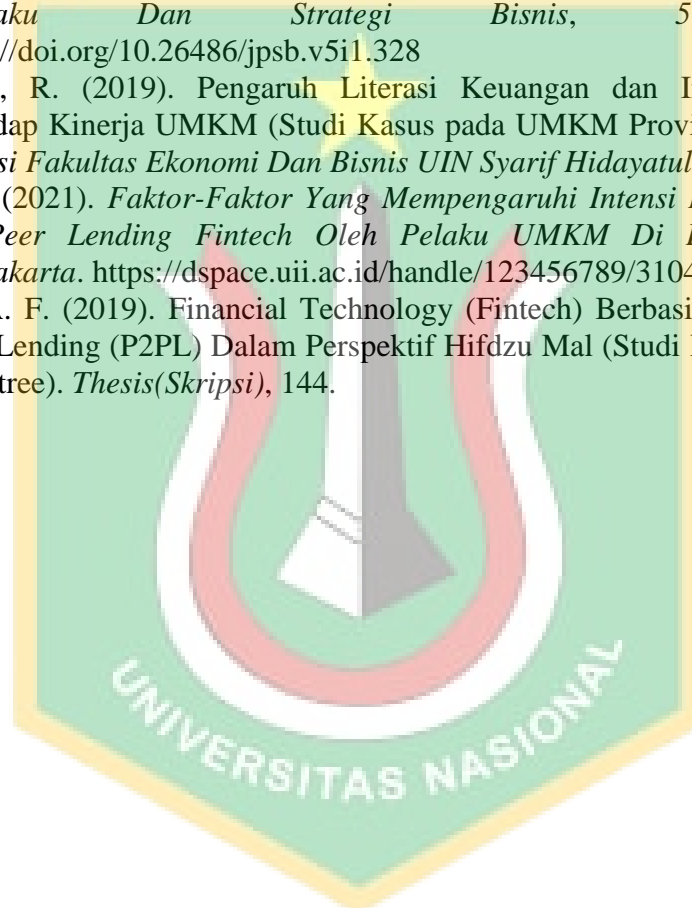 aku Dan Strategi Bisnis, 5
//doi.org/10.26486/jpsb.v5i1.328
, R. (2019). Pengaruh Literasi Keuangan dan I
dap Kinerja UMKM (Studi Kasus pada UMKM Provi
si Fakultas Ekonomi Dan Bisnis UIN Syarif Hidayatul
(2021). Faktor-Faktor Yang Mempengaruhi Intensi
Peer Lending Fintech Oleh Pelaku UMKM Di
akarta. https://dspace.uii.ac.id/handle/123456789/3104
. F. (2019). Financial Technology (Fintech) Berbasi
Lending (P2PL) Dalam Perspektif Hifdzu Mal (Studi
tree). Thesis(Skripsi), 144.
UNIVERSITAS NASIONAL